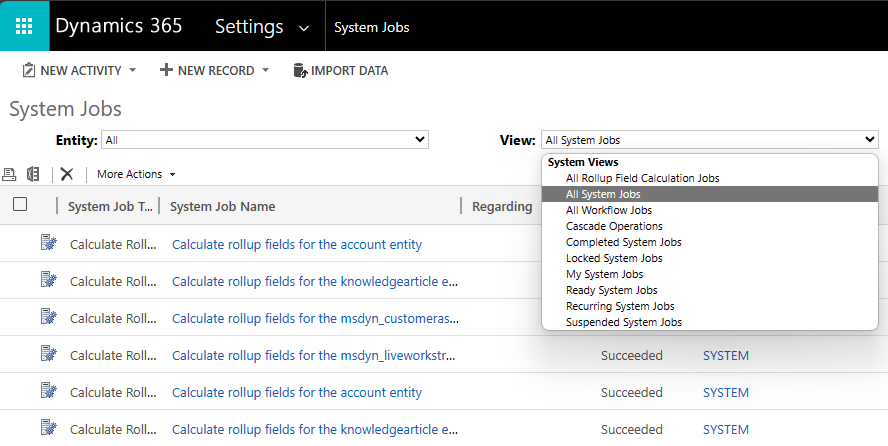 Dynamics 365 Settings System Jobs
NEW ACTIVITY NEW RECORD IMPORT DATA
System Jobs
Entity: All View: All System Jobs
System Views
All Rollup Field Calculation Jobs
All System Jobs
All Workflow Jobs
Cascade Operations
Completed System Jobs
Locked System Jobs
My System Jobs
Ready System Jobs
Recurring System Jobs
Suspended System Jobs
More Actions
System Job T... System Job Name Regarding
Calculate Roll... Calculate rollup fields for the account entity
Calculate Roll... Calculate rollup fields for the knowledgearticle e...
Calculate Roll... Calculate rollup fields for the msdyn_customeras...
Calculate Roll... Calculate rollup fields for the msdyn_liveworkstr... Succeeded SYSTEM
Calculate Roll... Calculate rollup fields for the account entity Succeeded SYSTEM
Calculate Roll... Calculate rollup fields for the knowledgearticle e... Succeeded SYSTEM